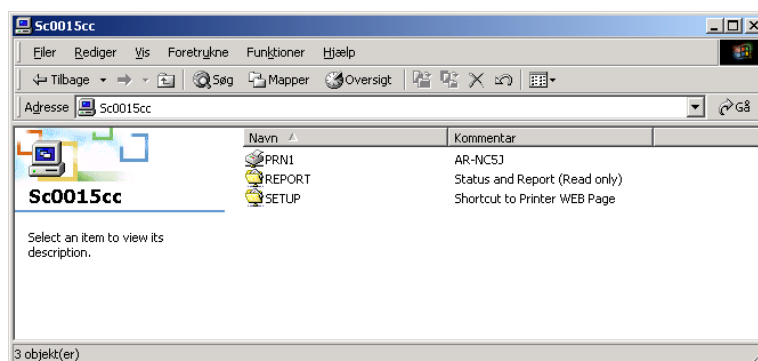 Sc0015cc
Filer Rediger Vis Foretrukne Funktioner Hjælp
Tilbage Søg Mapper Oversigt
Adresse Sc0015cc Gå
Navn Kommentar
PRN1 AR-NC5J
REPORT Status and Report (Read only)
SETUP Shortcut to Printer WEB Page
Sc0015cc
Select an item to view its
description.
3 objekt(er)